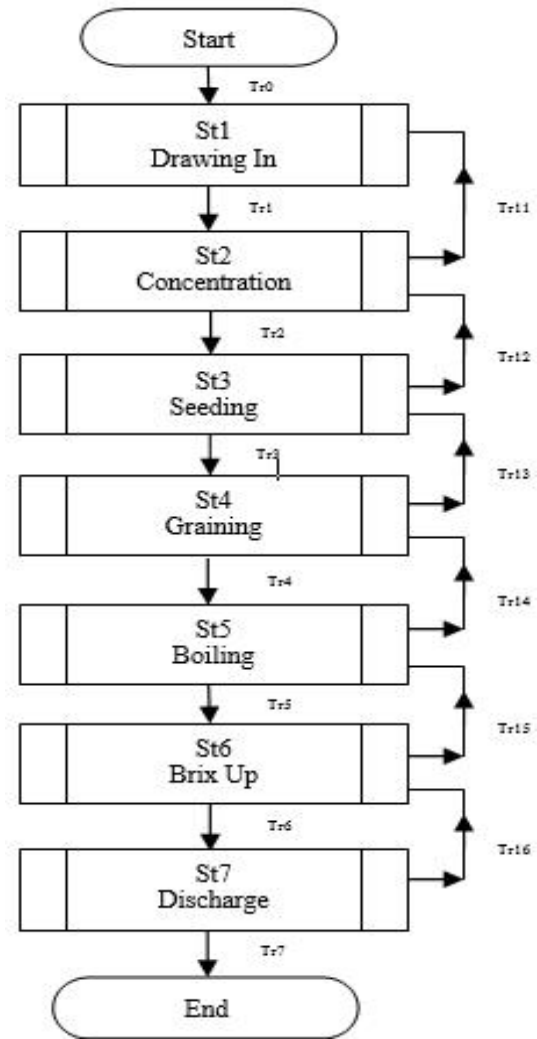 Start
Tr0
St1
Drawing In
Tr1
Tr11
St2
Concentration
Tr2
Tr12
St3
Seeding
Tr3
Tr13
St4
Graining
Tr4
Tr14
St5
Boiling
Tr5
Tr15
St6
Brix Up
Tr6
Tr16
St7
Discharge
Tr7
End